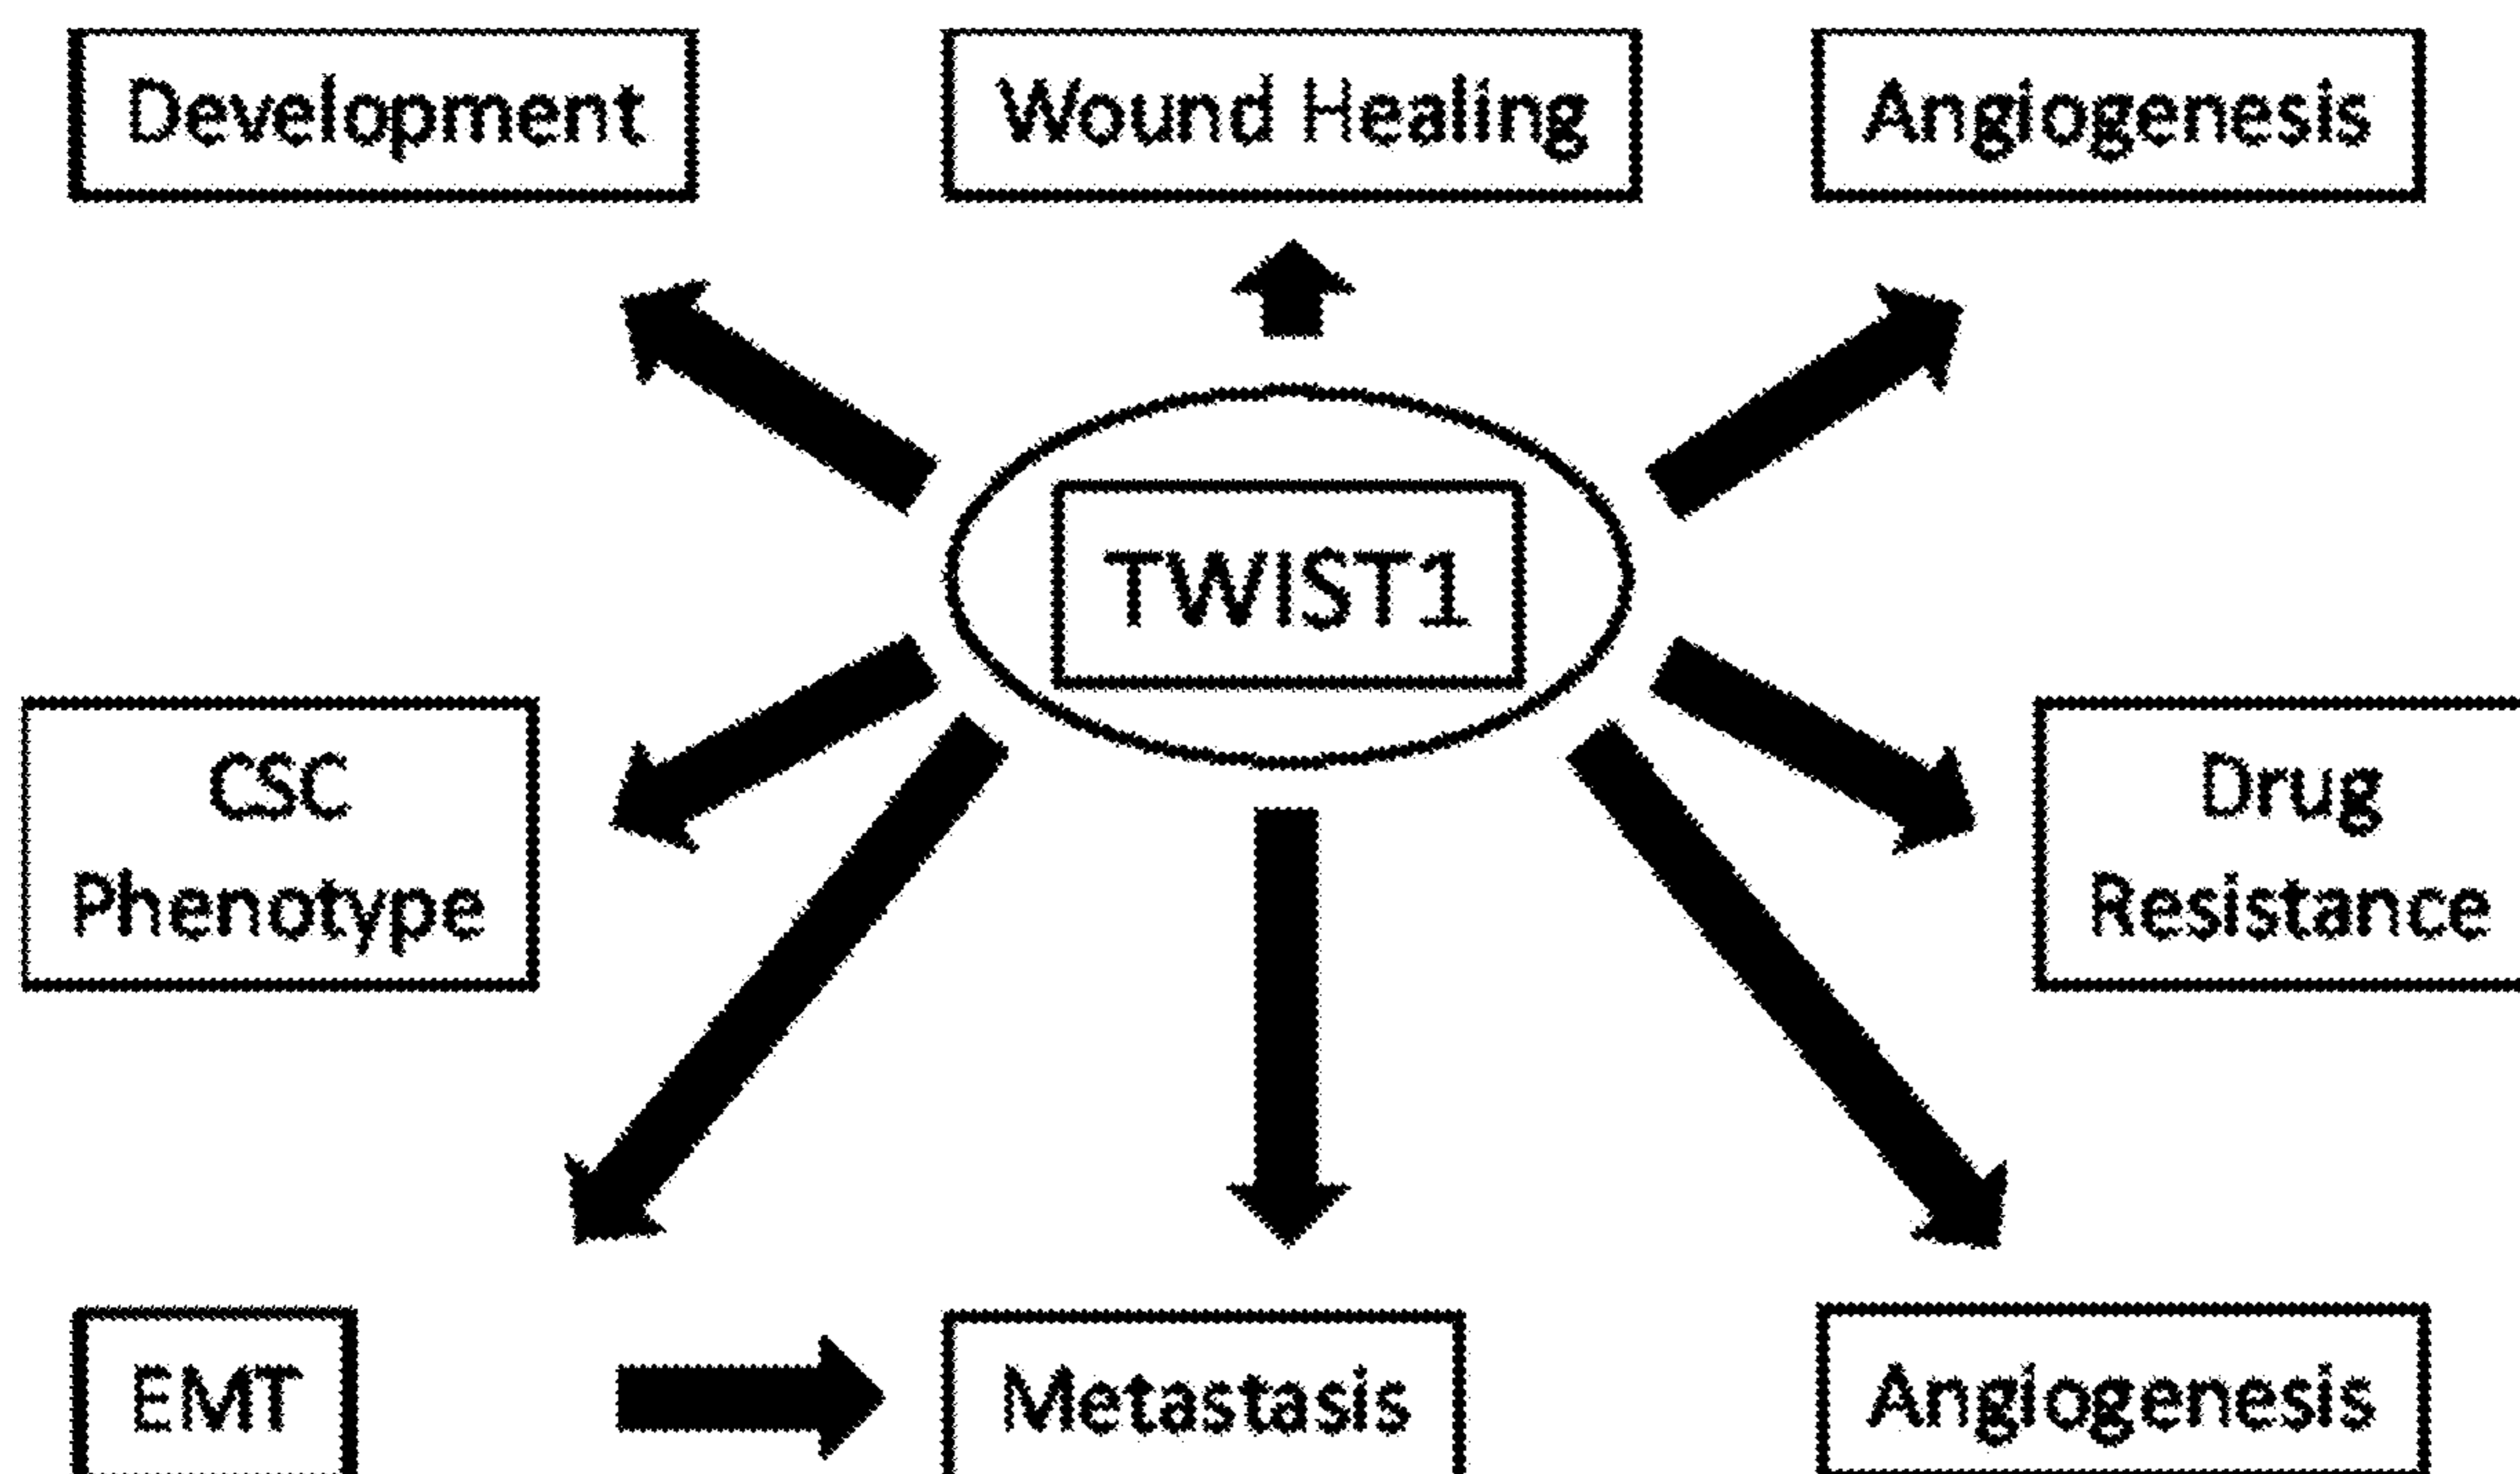 Development
Wound Healing
Angiogenesis
TWIST1
CSC
Phenotype
Drug
Resistance
EMT
Metastasis
Angiogenesis